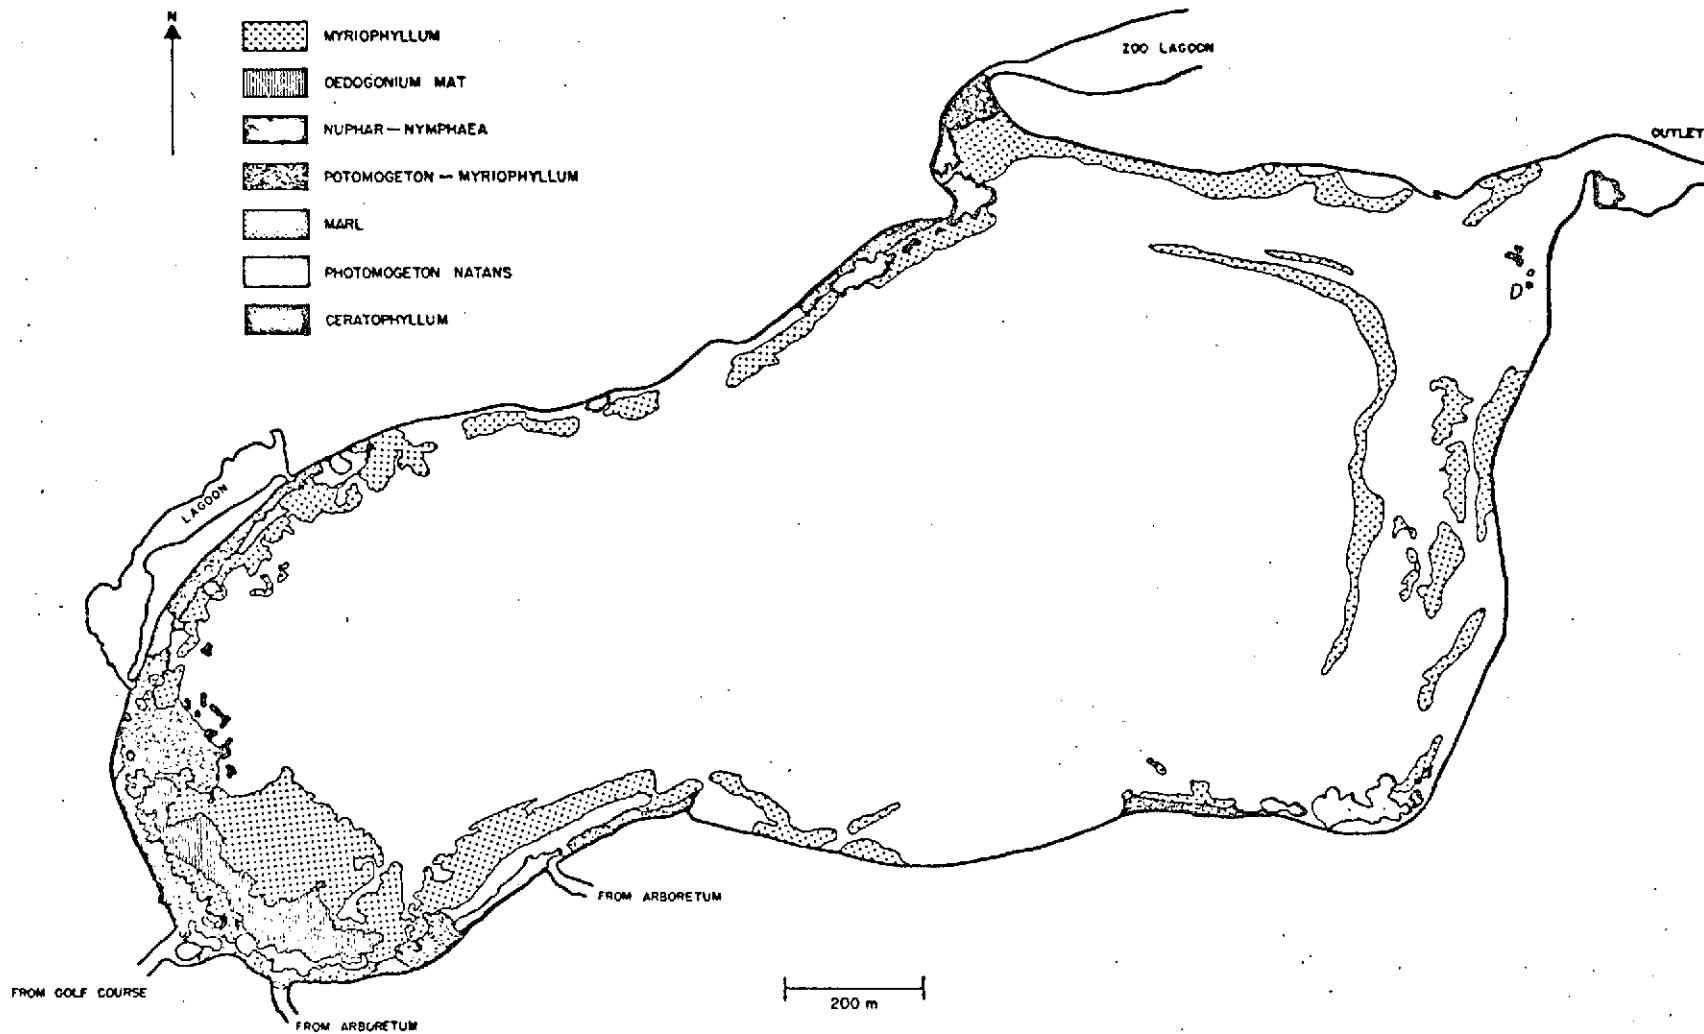 N
MYRIOPHYLLUM
OEDOGONIUM MAT
NUPHAR—NYMPHAEA
POTOMOGETON — MYRIOPHYLLUM
MARL
PHOTOMOGETON NATANS
CERATOPHYLLUM
ZOO LAGOON
OUTLET
D
LAGOON
FROM ARBORETUM
FROM GOLF COURSE
200 m
FROM ARBORETUM